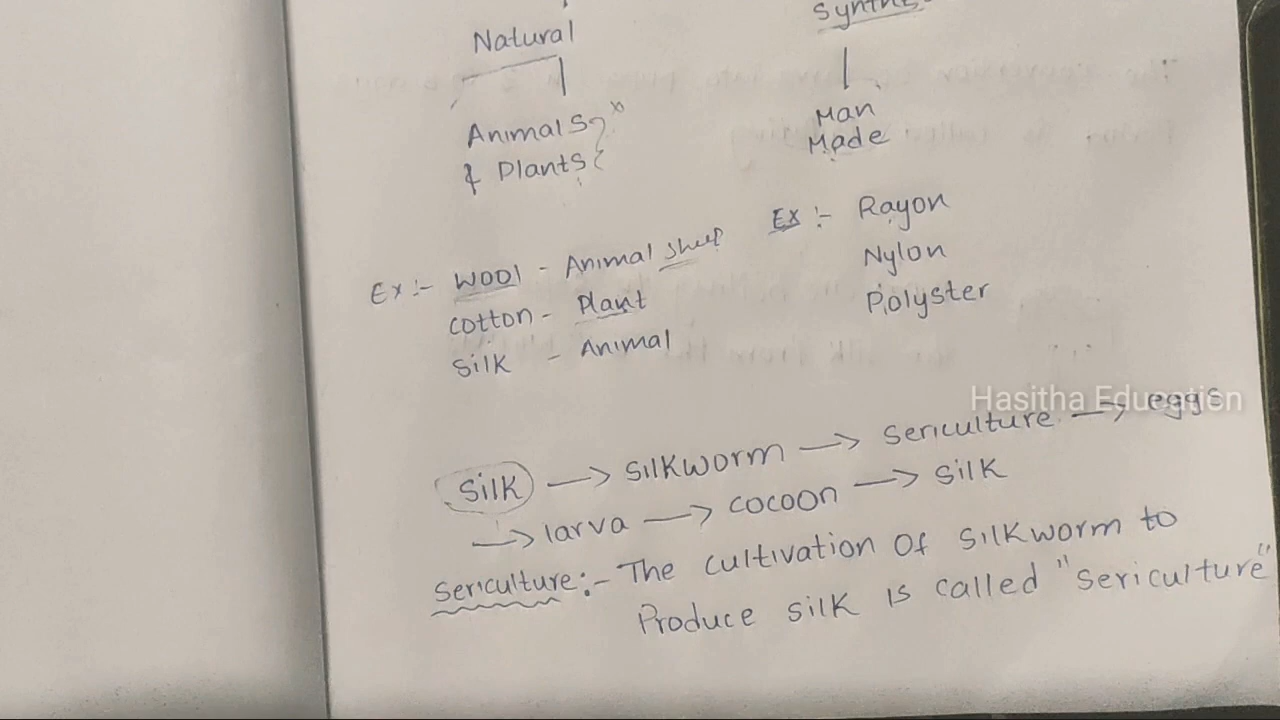 Natural
Man
Made
Animals
& Plants
Ex:- Rayon
Nylon
Polyster
Ex:- Wool - Animal sheep
cotton - Plant
silk - Animal
Hasitha Education
silk → silkworm → sericulture → eggs
→ larva → cocoon → silk
sericulture:- The cultivation of silkworm to
Produce silk is called "sericulture"